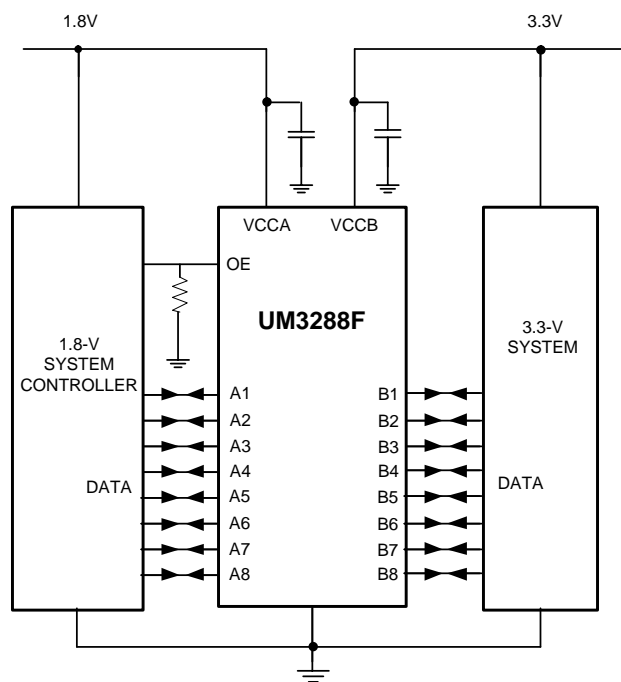 1.8V
3.3V
VCCA
VCCB
OE
UM3288F
1.8-V
SYSTEM
CONTROLLER
3.3-V
SYSTEM
A1
B1
A2
B2
A3
B3
A4
B4
DATA
A5
B5
DATA
A6
B6
A7
B7
A8
B8